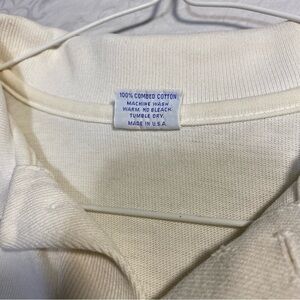 100% COMBED COTTON
MACHINE WASH
WARM. NO BLEACH.
TUMBLE DRY.
MADE IN U.S.A.